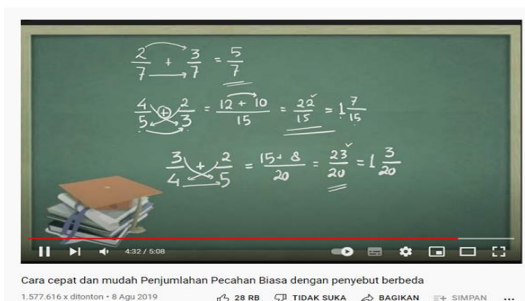 2/7 + 3/7 = 5/7
4/5 + 2/3 = 12 + 10/15 = 22/15 = 1 7/15
3/4 + 2/5 = 15 + 8/20 = 23/20 = 1 3/20
4:32 / 5:08
Cara cepat dan mudah Penjumlahan Pecahan Biasa dengan penyebut berbeda
1.577.616 x ditonton • 8 Agu 2019 28 RB TIDAK SUKA BAGIKAN SIMPAN ...